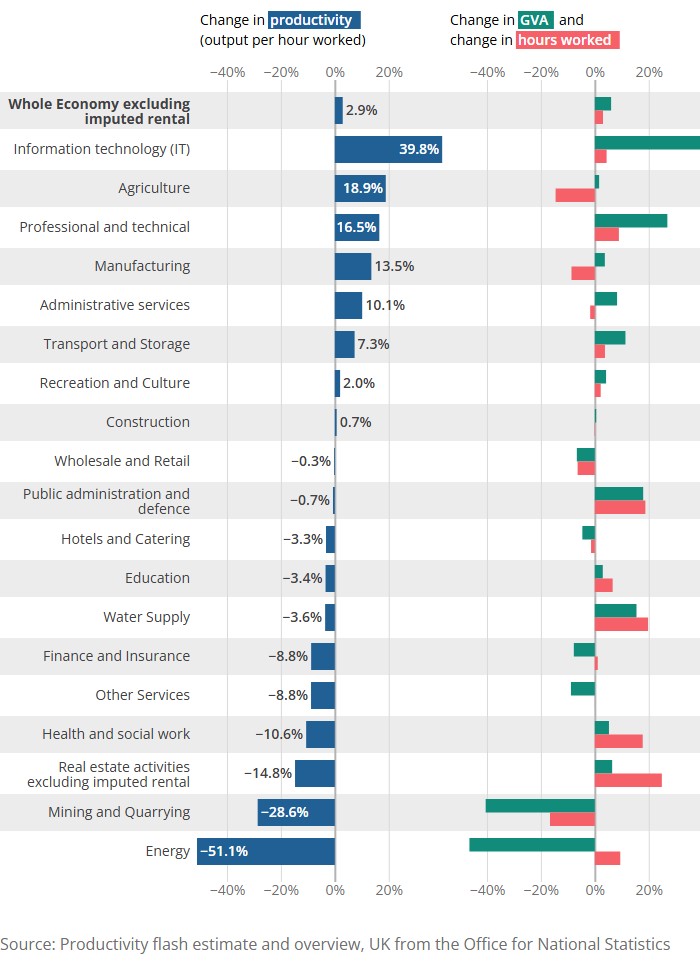 Change in productivity
(output per hour worked)
Change in GVA and
change in hours worked
−40% −20% 0% 20%
−40% −20% 0% 20%
Whole Economy excluding
imputed rental
2.9%
Information technology (IT)
39.8%
Agriculture
18.9%
Professional and technical
16.5%
Manufacturing
13.5%
Administrative services
10.1%
Transport and Storage
7.3%
Recreation and Culture
2.0%
Construction
0.7%
Wholesale and Retail
−0.3%
Public administration and
defence
−0.7%
Hotels and Catering
−3.3%
Education
−3.4%
Water Supply
−3.6%
Finance and Insurance
−8.8%
Other Services
−8.8%
Health and social work
−10.6%
Real estate activities
excluding imputed rental
−14.8%
Mining and Quarrying
−28.6%
Energy
−51.1%
−40% −20% 0% 20%
−40% −20% 0% 20%
Source: Productivity flash estimate and overview, UK from the Office for National Statistics